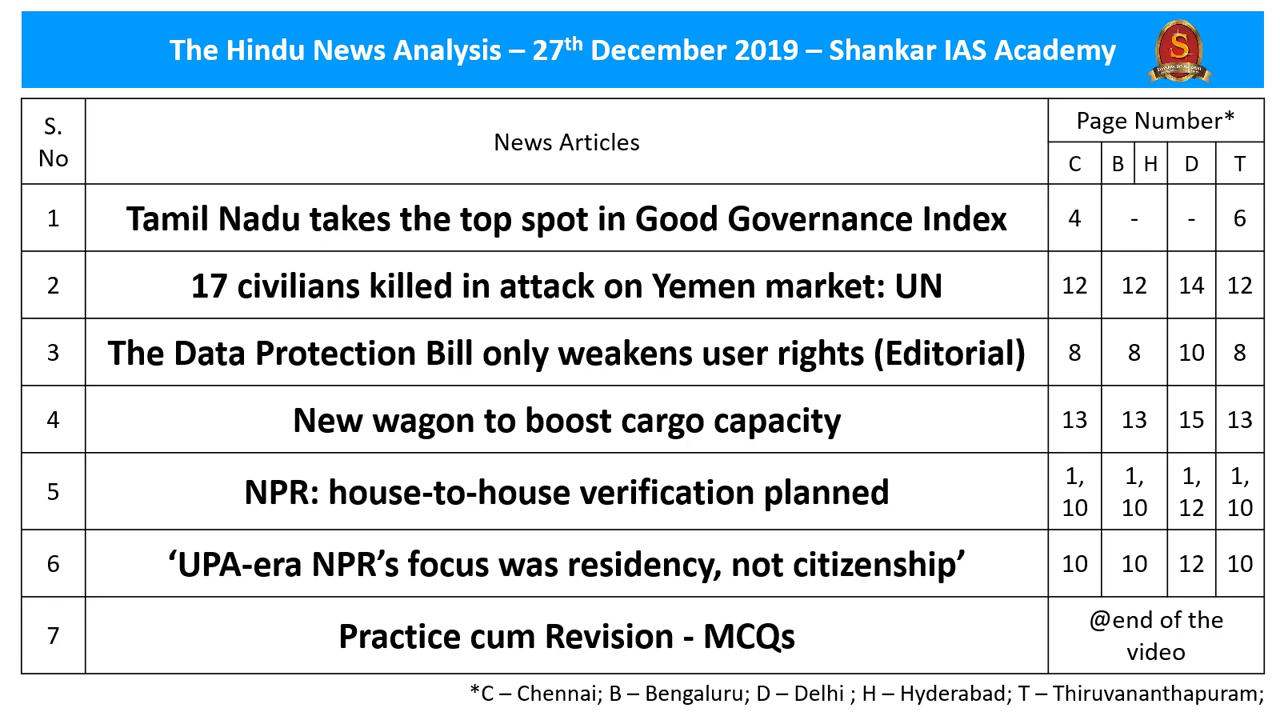 The Hindu News Analysis – 27th December 2019 – Shankar IAS Academy
S. No
News Articles
Page Number*
C B H D T
1 Tamil Nadu takes the top spot in Good Governance Index 4 - - 6
2 17 civilians killed in attack on Yemen market: UN 12 12 14 12
3 The Data Protection Bill only weakens user rights (Editorial) 8 8 10 8
4 New wagon to boost cargo capacity 13 13 15 13
5 NPR: house-to-house verification planned 1, 10 1, 10 1, 12 1, 10
6 ‘UPA-era NPR’s focus was residency, not citizenship’ 10 10 12 10
7 Practice cum Revision - MCQs @end of the video
*C – Chennai; B – Bengaluru; D – Delhi ; H – Hyderabad; T – Thiruvananthapuram;